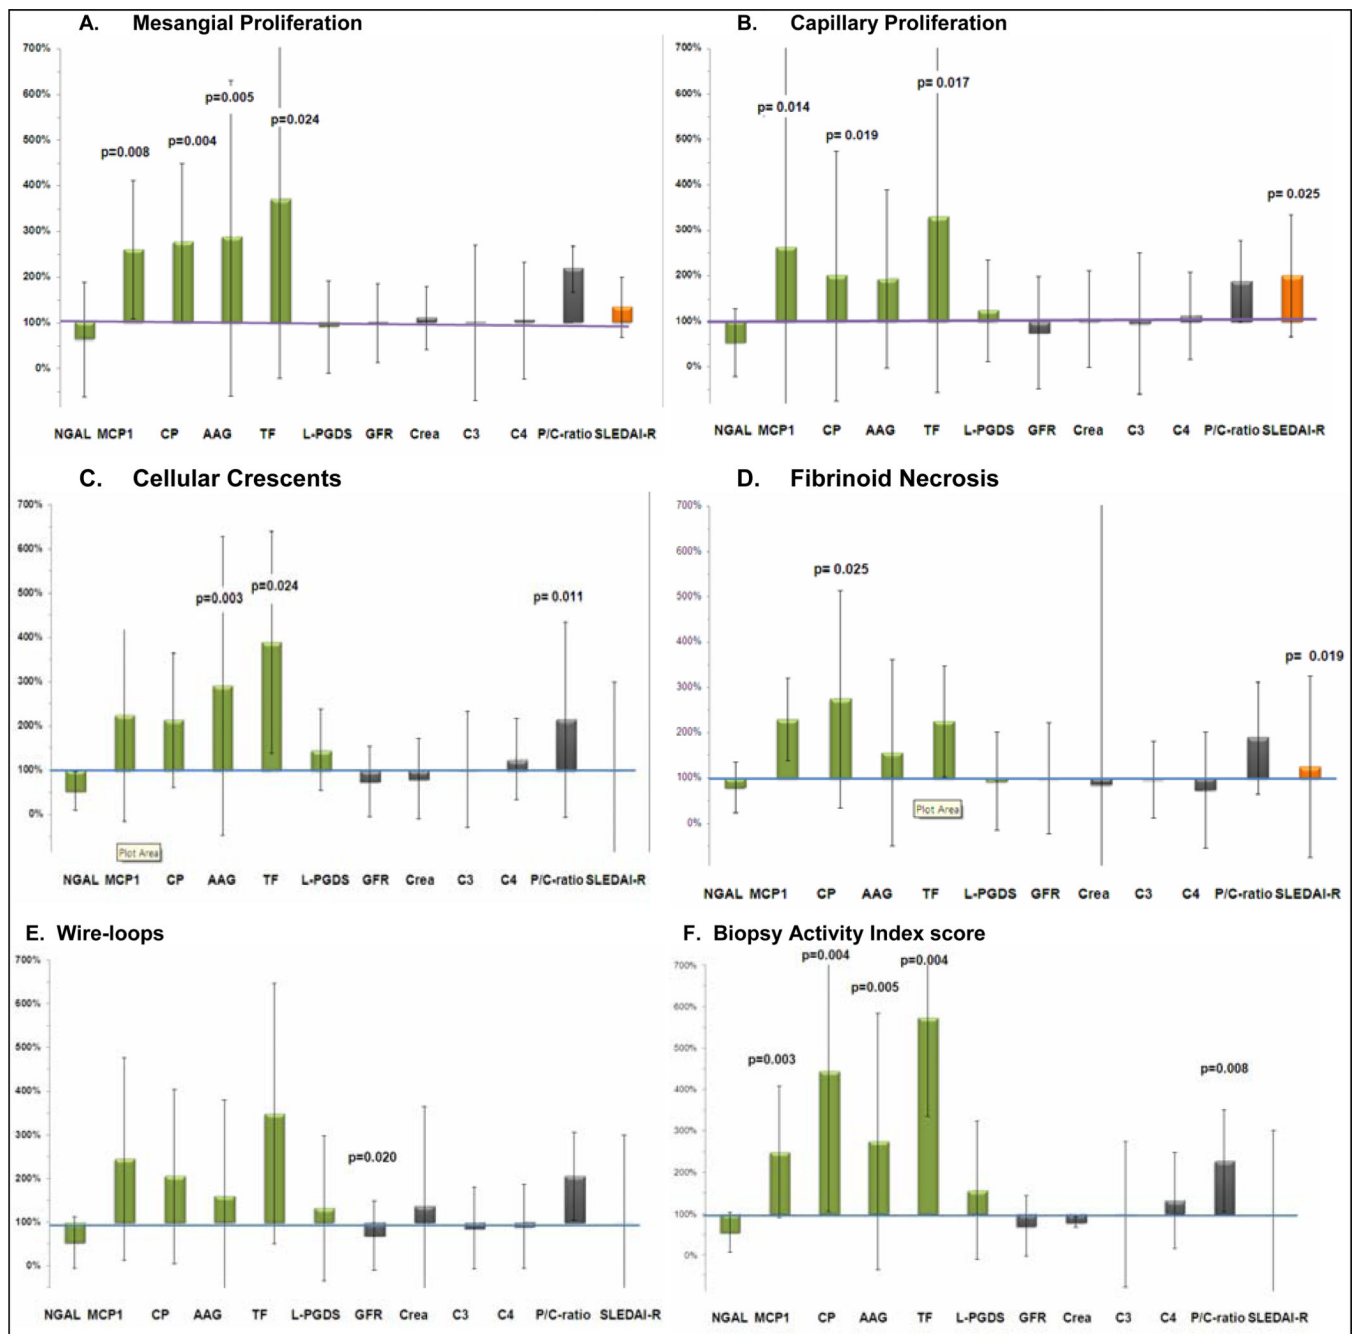 A. Mesangial Proliferation
700%
600%
500%
400%
300%
200%
100%
0%
p=0.008
p=0.004
p=0.005
p=0.024
NGAL MCP1 CP AAG TF L-PGDS GFR Crea C3 C4 P/C-ratio SLEDAI-R
B. Capillary Proliferation
700%
600%
500%
400%
300%
200%
100%
0%
p= 0.014
p= 0.019
p= 0.017
p= 0.025
NGAL MCP1 CP AAG TF L-PGDS GFR Crea C3 C4 P/C-ratio SLEDAI-R
C. Cellular Crescents
700%
600%
500%
400%
300%
200%
100%
0%
p=0.003
p=0.024
p= 0.011
Plot Area
NGAL MCP1 CP AAG TF L-PGDS GFR Crea C3 C4 P/C-ratio SLEDAI-R
D. Fibrinoid Necrosis
700%
600%
500%
400%
300%
200%
100%
0%
p= 0.025
p= 0.019
Plot Area
NGAL MCP1 CP AAG TF L-PGDS GFR Crea C3 C4 P/C-ratio SLEDAI-R
E. Wire-loops
700%
600%
500%
400%
300%
200%
100%
0%
p=0.020
NGAL MCP1 CP AAG TF L-PGDS GFR Crea C3 C4 P/C-ratio SLEDAI-R
F. Biopsy Activity Index score
700%
600%
500%
400%
300%
200%
100%
0%
p=0.003
p=0.004
p=0.005
p=0.004
p=0.008
NGAL MCP1 CP AAG TF L-PGDS GFR Crea C3 C4 P/C-ratio SLEDAI-R